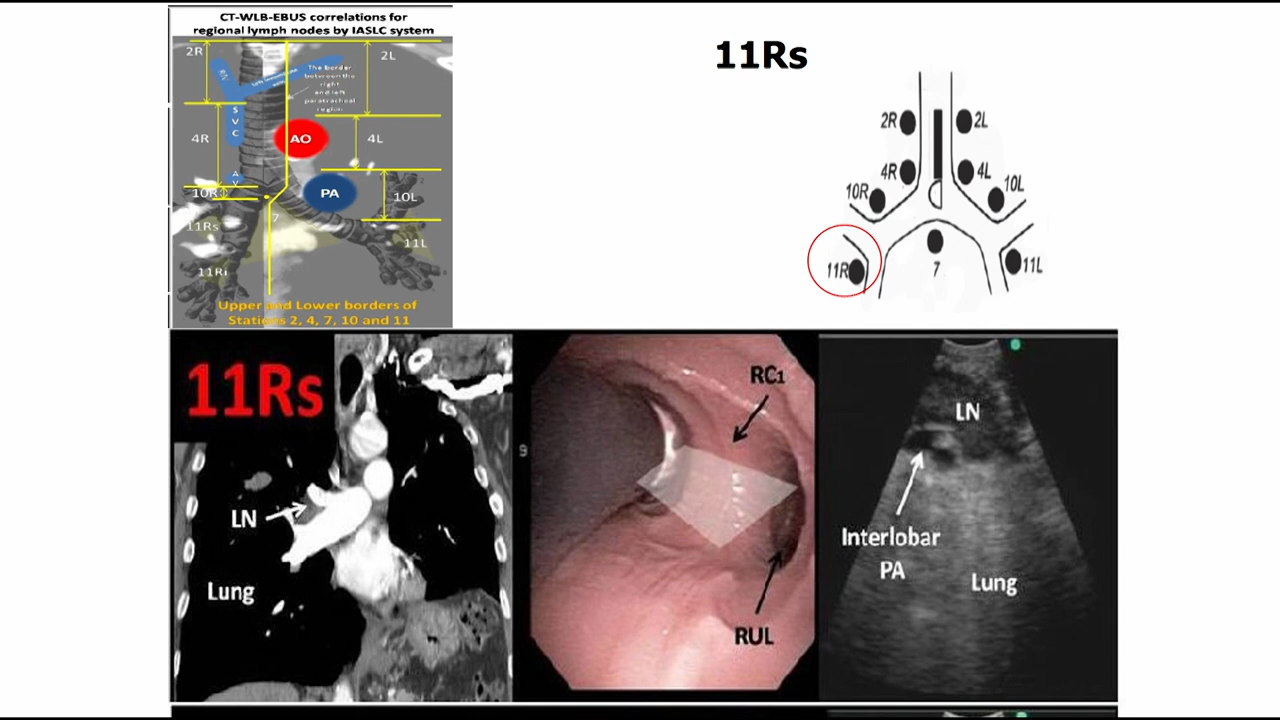 CT-WLB-EBUS correlations for
regional lymph nodes by IASLC system
2R
2L
The border
between the
right
and left
paratracheal
region
S
V
C
4R
AO
4L
A
V
PA
10R
10L
7
11Rs
11L
11Ri
Upper and Lower borders of
Stations 2, 4, 7, 10 and 11
11Rs
2R
2L
4R
4L
10R
10L
11R
7
11L
11Rs
LN
Lung
9
RC1
RUL
LN
Interlobar
PA
Lung